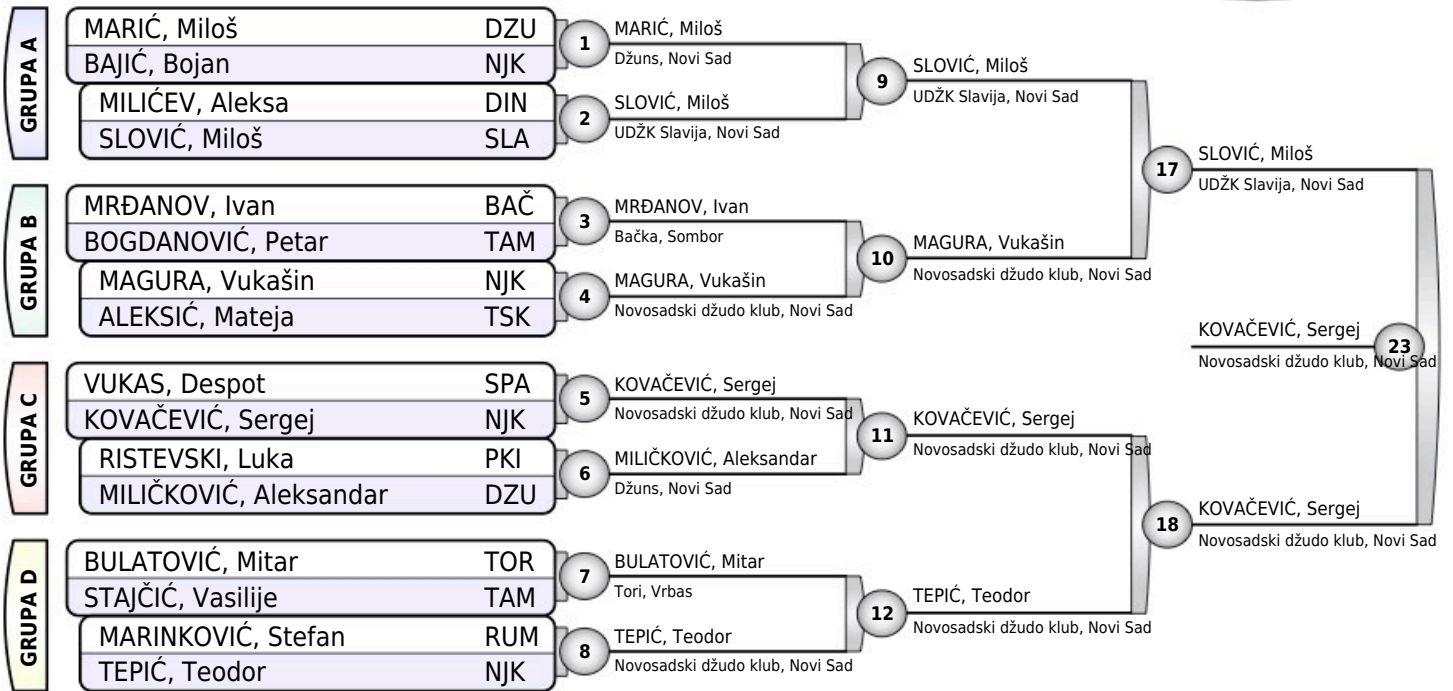 GRUPA A
MARIĆ, Miloš DZU
BAJIĆ, Bojan NJK
MILIĆEV, Aleksa DIN
SLOVIĆ, Miloš SLA
GRUPA B
MRĐANOV, Ivan BAČ
BOGDANOVIĆ, Petar TAM
MAGURA, Vukašin NJK
ALEKSIĆ, Mateja TSK
GRUPA C
VUKAS, Despot SPA
KOVAČEVIĆ, Sergej NJK
RISTEVSKI, Luka PKI
MILIČKOVIĆ, Aleksandar DZU
GRUPA D
BULATOVIĆ, Mitar TOR
STAJČIĆ, Vasilije TAM
MARINKOVIĆ, Stefan RUM
TEPIĆ, Teodor NJK
1
MARIĆ, Miloš
Džuns, Novi Sad
2
SLOVIĆ, Miloš
UDŽK Slavija, Novi Sad
3
MRĐANOV, Ivan
Bačka, Sombor
4
MAGURA, Vukašin
Novosadski džudo klub, Novi Sad
5
KOVAČEVIĆ, Sergej
Novosadski džudo klub, Novi Sad
6
MILIČKOVIĆ, Aleksandar
Džuns, Novi Sad
7
BULATOVIĆ, Mitar
Tori, Vrbas
8
TEPIĆ, Teodor
Novosadski džudo klub, Novi Sad
9
SLOVIĆ, Miloš
UDŽK Slavija, Novi Sad
10
MAGURA, Vukašin
Novosadski džudo klub, Novi Sad
11
KOVAČEVIĆ, Sergej
Novosadski džudo klub, Novi Sad
12
TEPIĆ, Teodor
Novosadski džudo klub, Novi Sad
17
SLOVIĆ, Miloš
UDŽK Slavija, Novi Sad
18
KOVAČEVIĆ, Sergej
Novosadski džudo klub, Novi Sad
23
KOVAČEVIĆ, Sergej
Novosadski džudo klub, Novi Sad